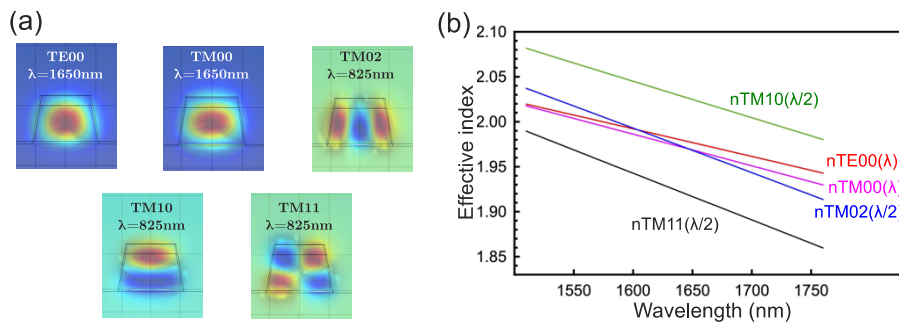 (a)
TE00
λ=1650nm
TM00
λ=1650nm
TM02
λ=825nm
TM10
λ=825nm
TM11
λ=825nm
(b)
Effective index
2.10
2.05
2.00
1.95
1.90
1.85
nTM10(λ/2)
nTE00(λ)
nTM00(λ)
nTM02(λ/2)
nTM11(λ/2)
1550 1600 1650 1700 1750
Wavelength (nm)